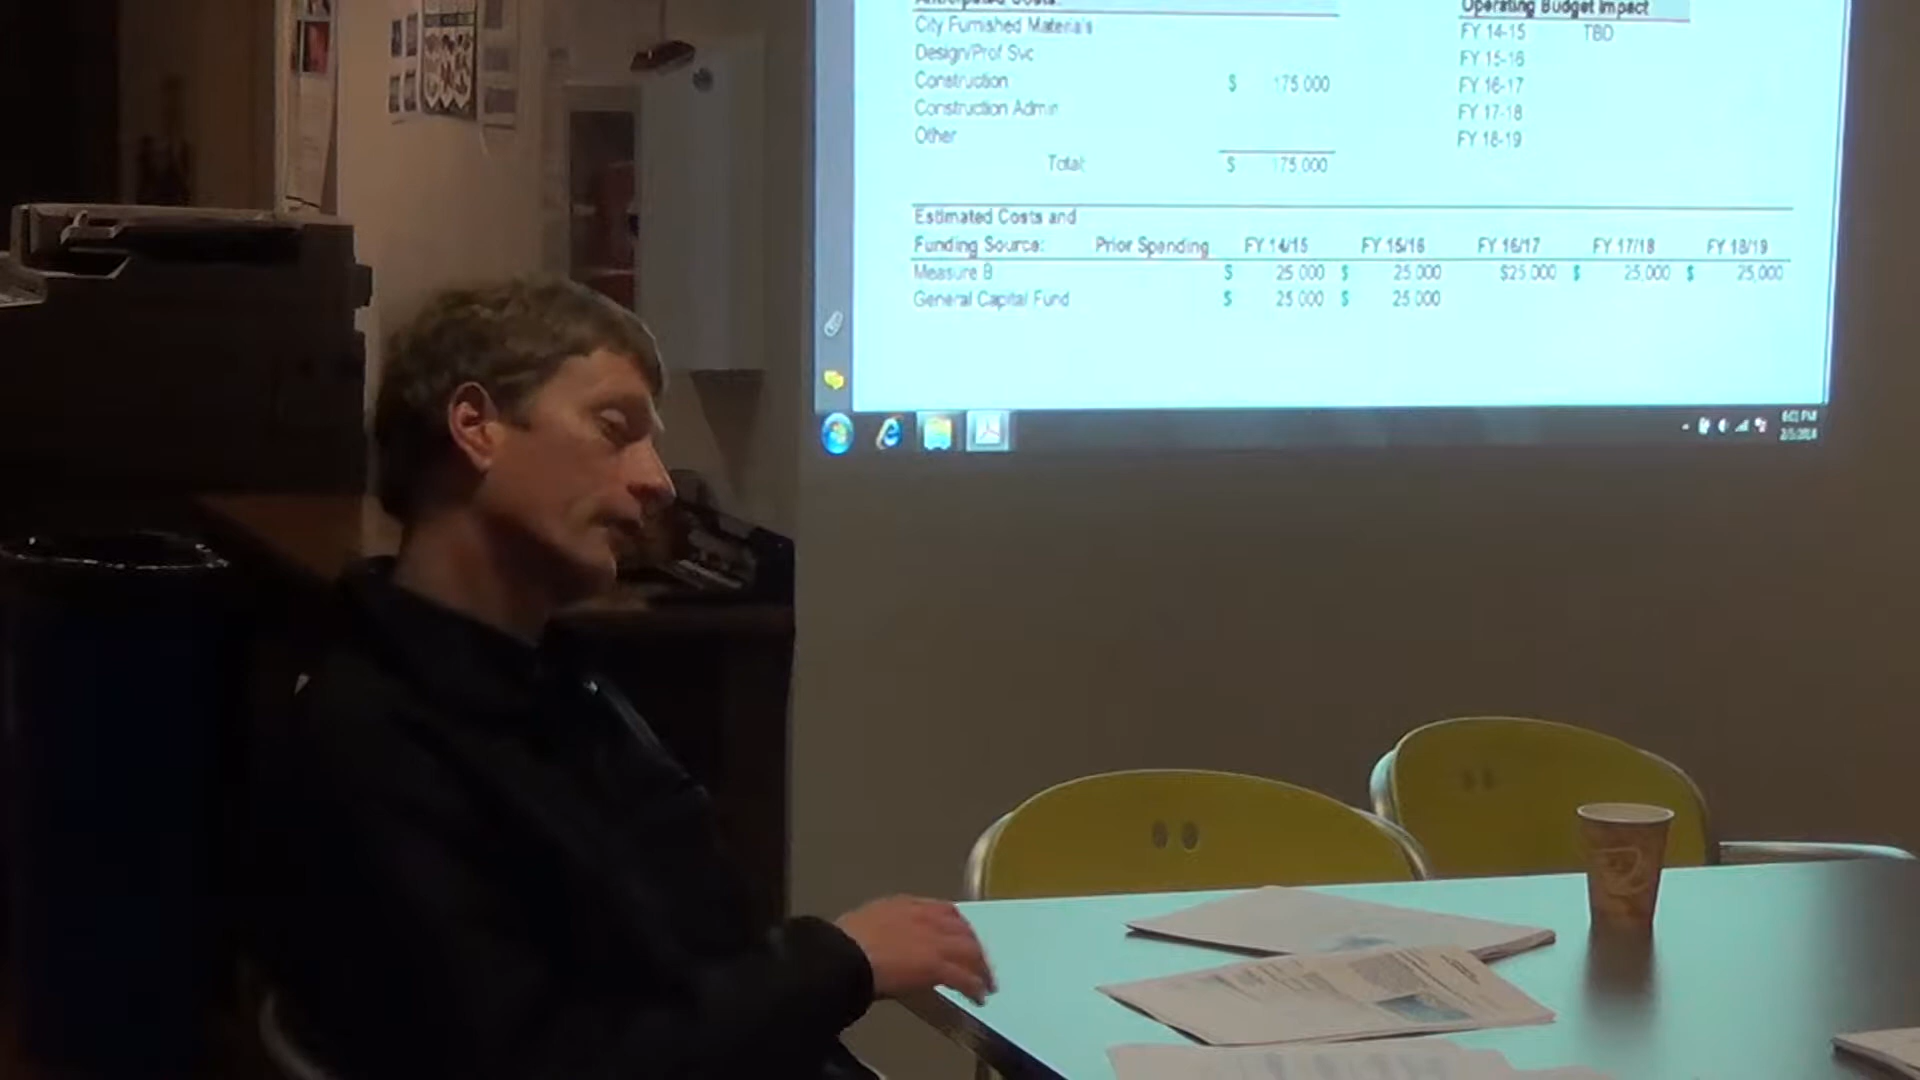 Anticipated Costs:
City Furnished Materials
Design/Prof Svc
Construction $ 175,000
Construction Admin
Other
Total: $ 175,000
Operating Budget Impact
FY 14-15 TBD
FY 15-16
FY 16-17
FY 17-18
FY 18-19
Estimated Costs and
Funding Source: Prior Spending FY 14/15 FY 15/16 FY 16/17 FY 17/18 FY 18/19
Measure B $ 25,000 $ 25,000 $25,000 $ 25,000 $ 25,000
General Capital Fund $ 25,000 $ 25,000